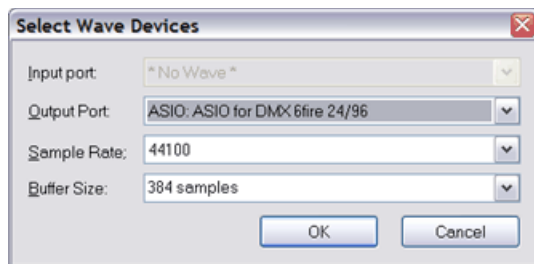 Select Wave Devices
Input port: * No Wave *
Output Port: ASIO: ASIO for DMX 6fire 24/96
Sample Rate: 44100
Buffer Size: 384 samples
OK Cancel